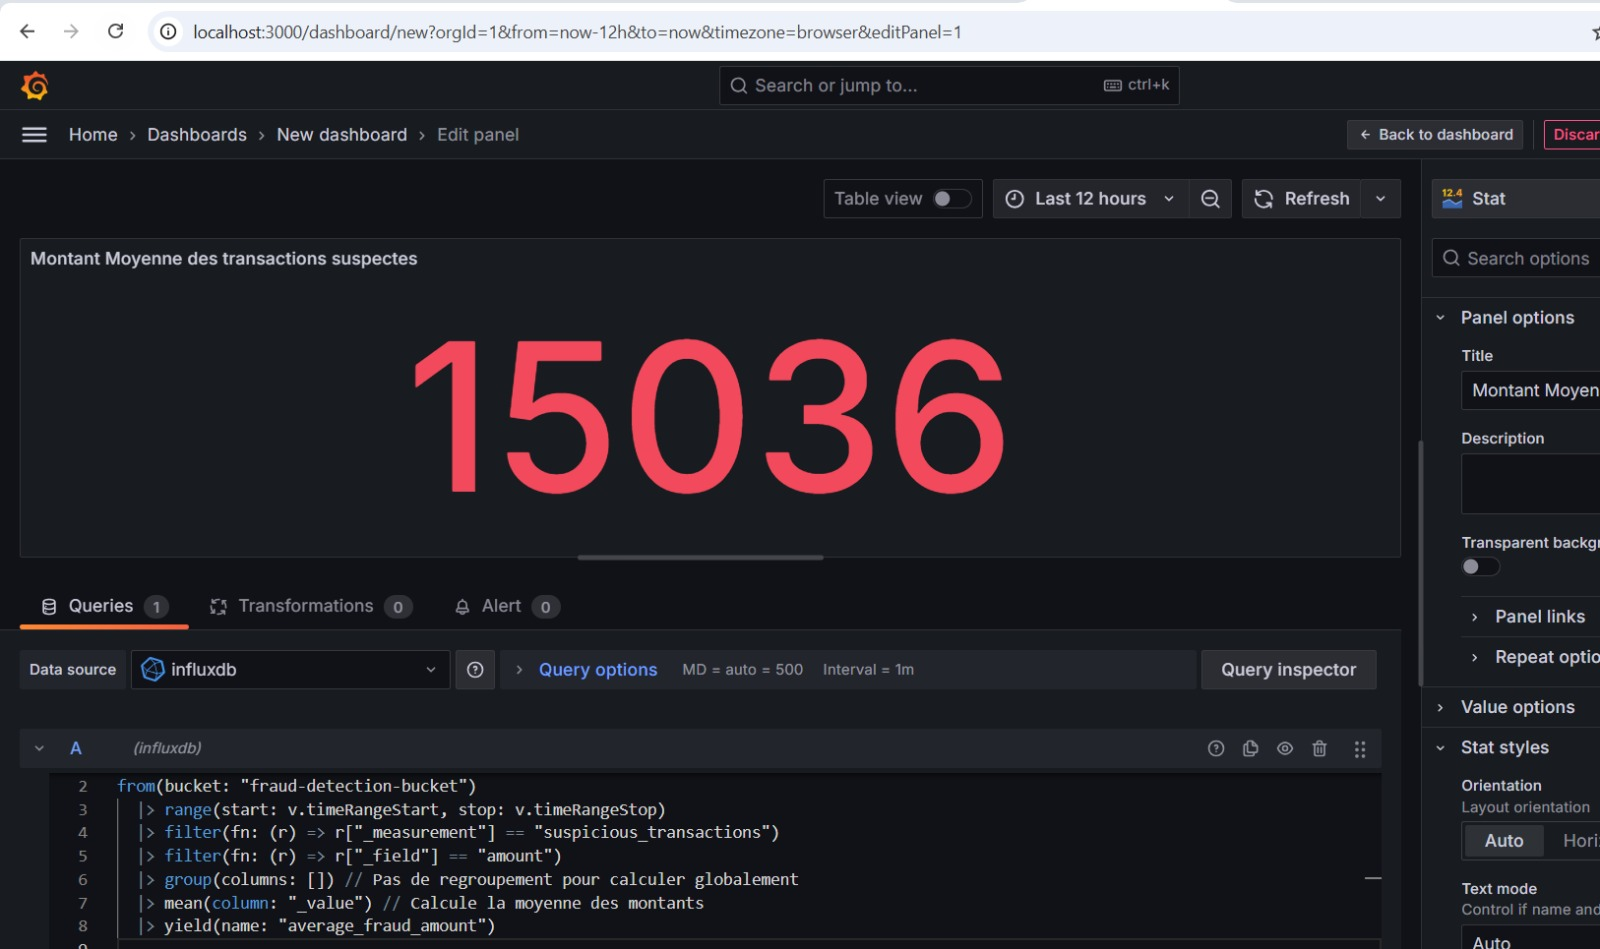 localhost:3000/dashboard/new?orgId=1&from=now-12h&to=now&timezone=browser&editPanel=1
Search or jump to... ctrl+k
Home › Dashboards › New dashboard › Edit panel
Back to dashboard
Discar
Table view
Last 12 hours
Refresh
12.4 Stat
Montant Moyenne des transactions suspectes
15036
Search options
Panel options
Title
Montant Moyen
Description
Transparent backgr
Panel links
Repeat optio
Value options
Stat styles
Orientation
Layout orientation
Auto Horiz
Text mode
Control if name and
Auto
Queries 1 Transformations 0 Alert 0
Data source influxdb Query options MD = auto = 500 Interval = 1m Query inspector
A (influxdb)
2 from(bucket: "fraud-detection-bucket")
3 |> range(start: v.timeRangeStart, stop: v.timeRangeStop)
4 |> filter(fn: (r) => r["_measurement"] == "suspicious_transactions")
5 |> filter(fn: (r) => r["_field"] == "amount")
6 |> group(columns: []) // Pas de regroupement pour calculer globalement
7 |> mean(column: "_value") // Calcule la moyenne des montants
8 |> yield(name: "average_fraud_amount")
9